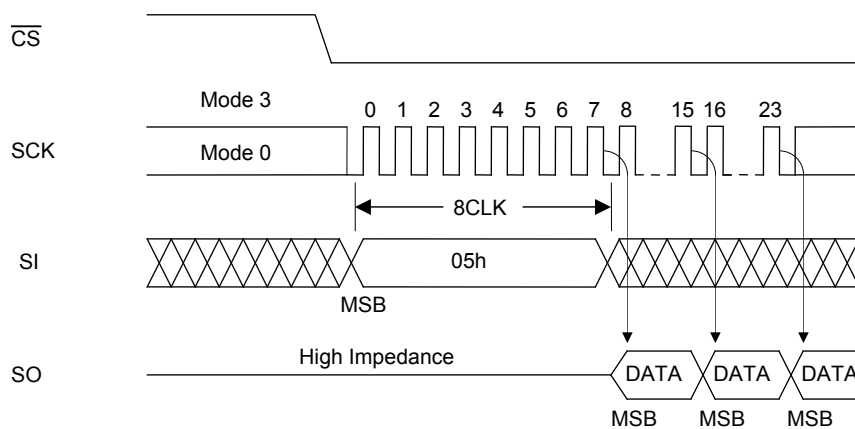 CS
Mode 3
0 1 2 3 4 5 6 7 8 15 16 23
SCK
Mode 0
8CLK
SI
05h
MSB
High Impedance
SO
DATA DATA DATA
MSB MSB MSB